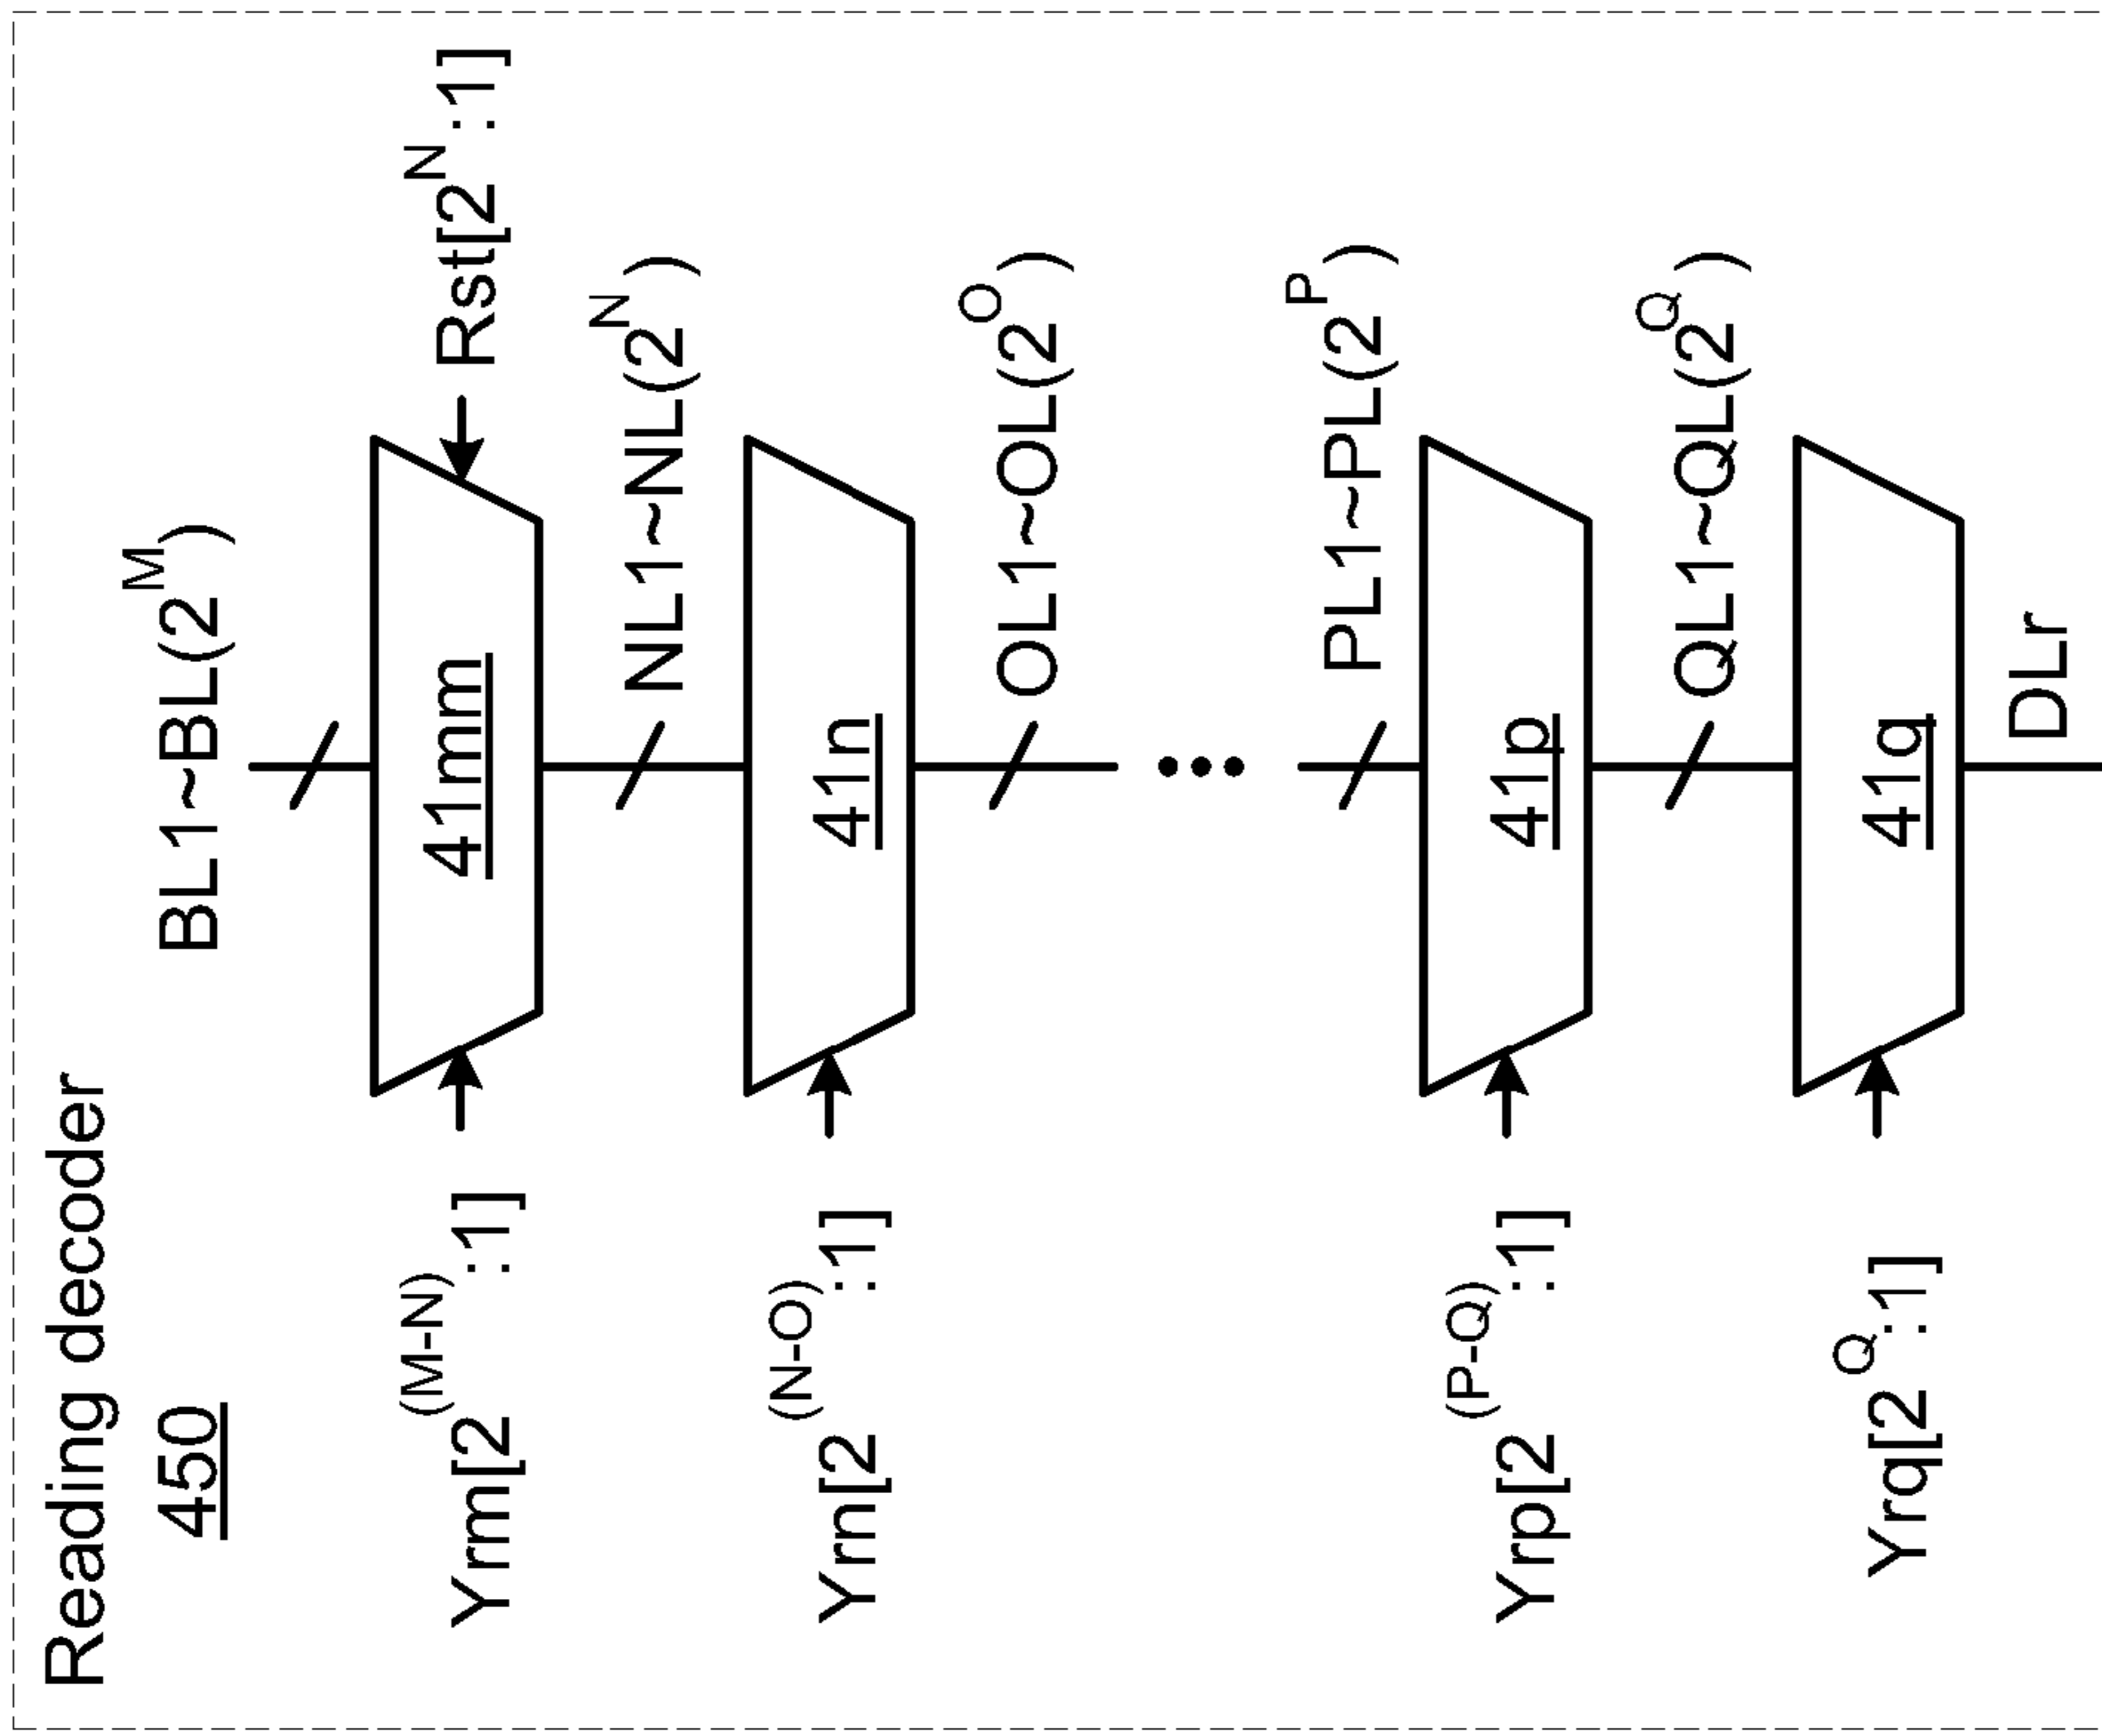 Reading decoder
450
BL1~BL(2^M)
Yrm[2^(M-N):1]
41mm
Rst[2^N:1]
NL1~NL(2^N)
Yrn[2^(N-O):1]
41n
OL1~OL(2^O)
PL1~PL(2^P)
Yrp[2^(P-Q):1]
41p
QL1~QL(2^Q)
Yrq[2^Q:1]
41q
DLr